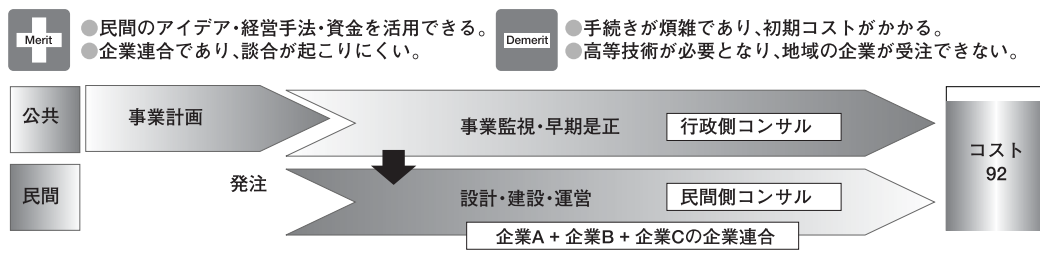 Merit
●民間のアイデア・経営手法・資金を活用できる。
●企業連合であり、談合が起こりにくい。
Demerit
●手続きが煩雑であり、初期コストがかかる。
●高等技術が必要となり、地域の企業が受注できない。
公共
事業計画
事業監視・早期是正
行政側コンサル
コスト
92
民間
発注
設計・建設・運営
民間側コンサル
企業A + 企業B + 企業Cの企業連合